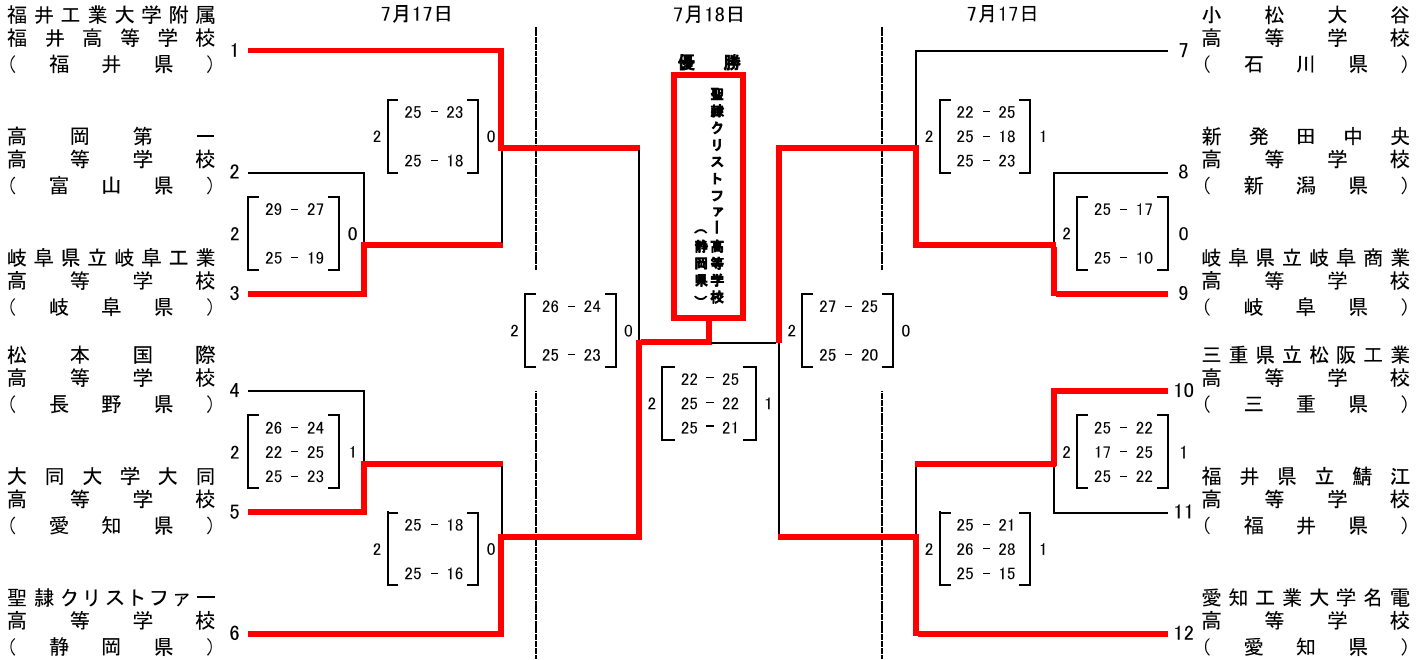 7月17日
7月18日
7月17日
福井工業大学附属
福井高等学校
(福井県)
1
高岡第一
高等学校
(富山県)
2
岐阜県立岐阜工業
高等学校
(岐阜県)
3
松本国際
高等学校
(長野県)
4
大同大学大同
高等学校
(愛知県)
5
聖隷クリストファー
高等学校
(静岡県)
6
2
25 - 23
25 - 18
0
2
29 - 27
25 - 19
0
2
26 - 24
22 - 25
25 - 23
1
2
25 - 18
25 - 16
0
2
26 - 24
25 - 23
0
優勝
聖隷クリストファー高等学校
(静岡県)
2
22 - 25
25 - 22
25 - 21
1
2
27 - 25
25 - 20
0
2
22 - 25
25 - 18
25 - 23
1
2
25 - 17
25 - 10
0
2
25 - 22
17 - 25
25 - 22
1
2
25 - 21
26 - 28
25 - 15
1
7
小松大谷
高等学校
(石川県)
8
新発田中央
高等学校
(新潟県)
9
岐阜県立岐阜商業
高等学校
(岐阜県)
10
三重県立松阪工業
高等学校
(三重県)
11
福井県立鯖江
高等学校
(福井県)
12
愛知工業大学名電
高等学校
(愛知県)